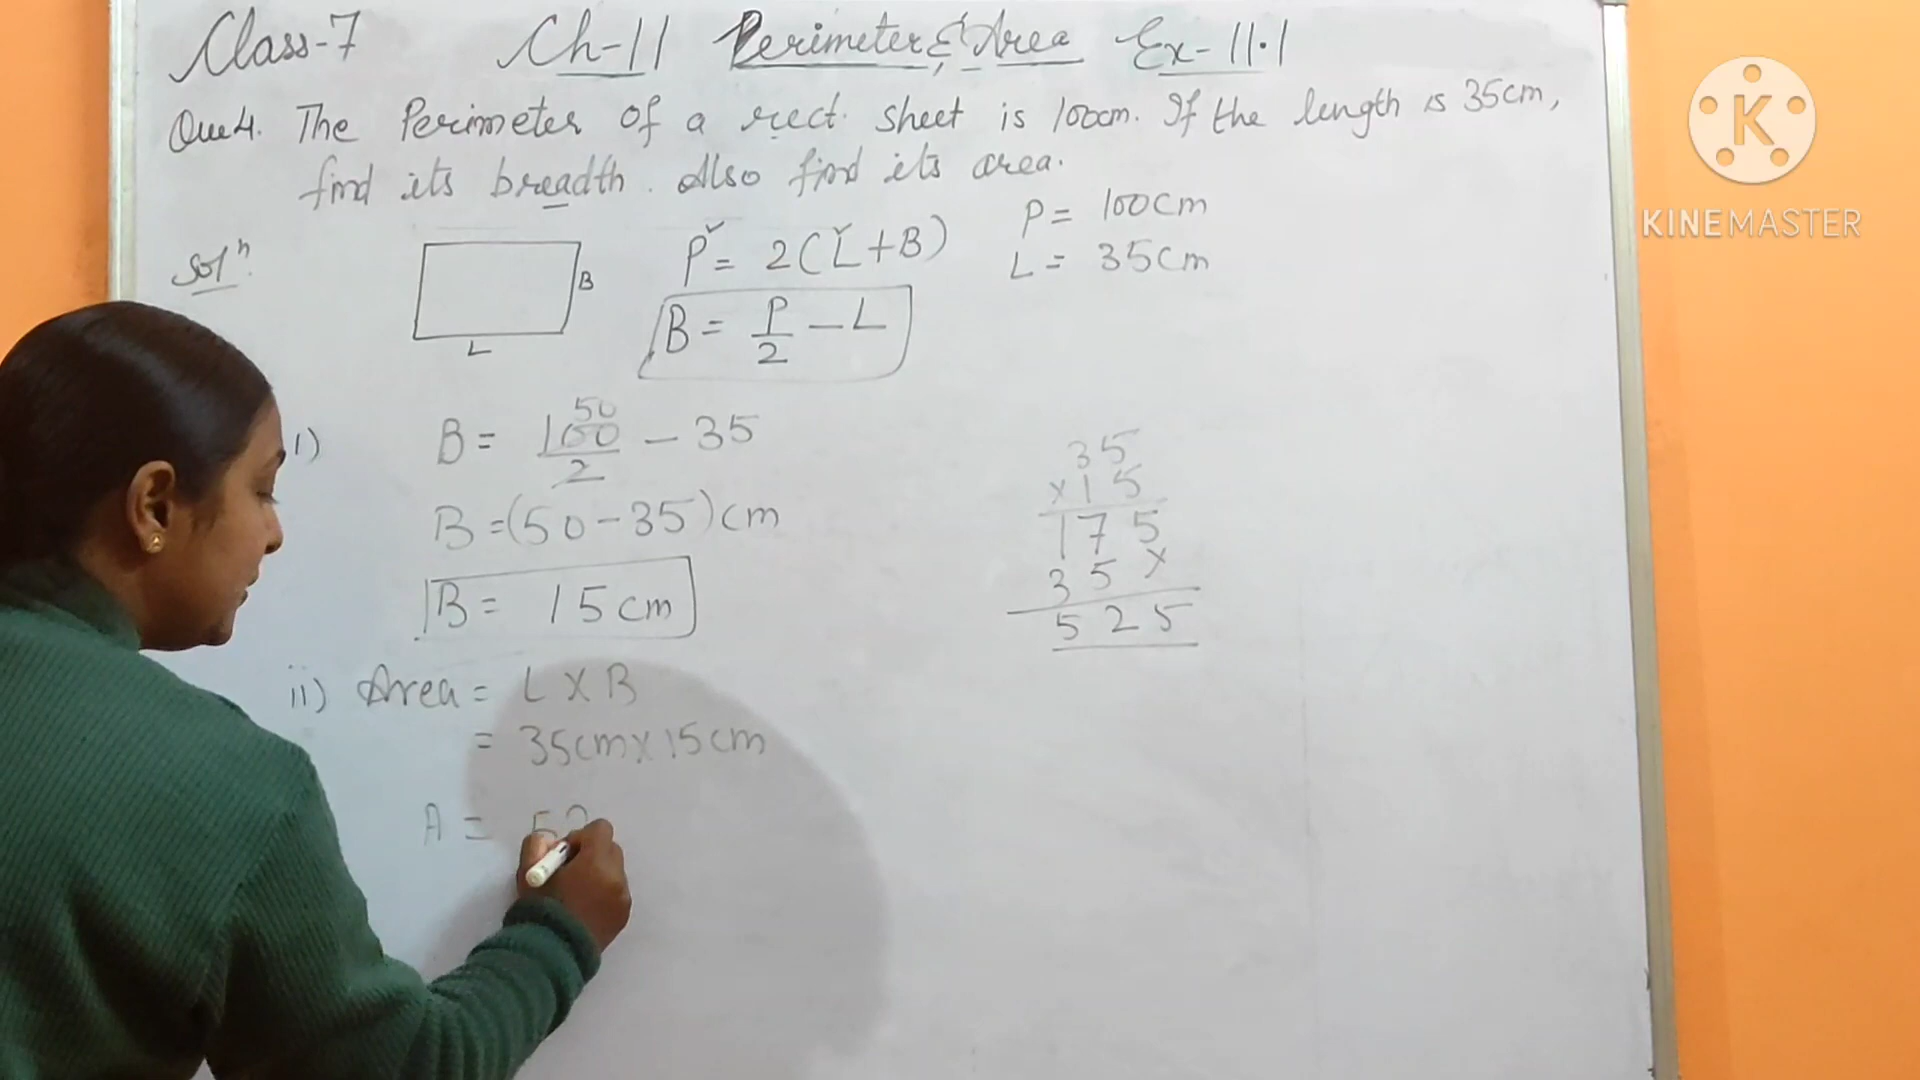 Class-7 Ch-11 Perimeter & Area Ex-11.1
Que4. The Perimeter of a rect. sheet is 100cm. If the length is 35cm,
find its breadth. Also find its area.
K
KINEMASTER
Solⁿ.
B
L
P = 2(L+B)
P = 100cm
L = 35cm
B = P/2 - L
i) B = 100/2 - 35
50
B = (50-35)cm
B = 15cm
35
×15
175
35×
525
ii) Area = L × B
= 35cm×15cm
A = 52